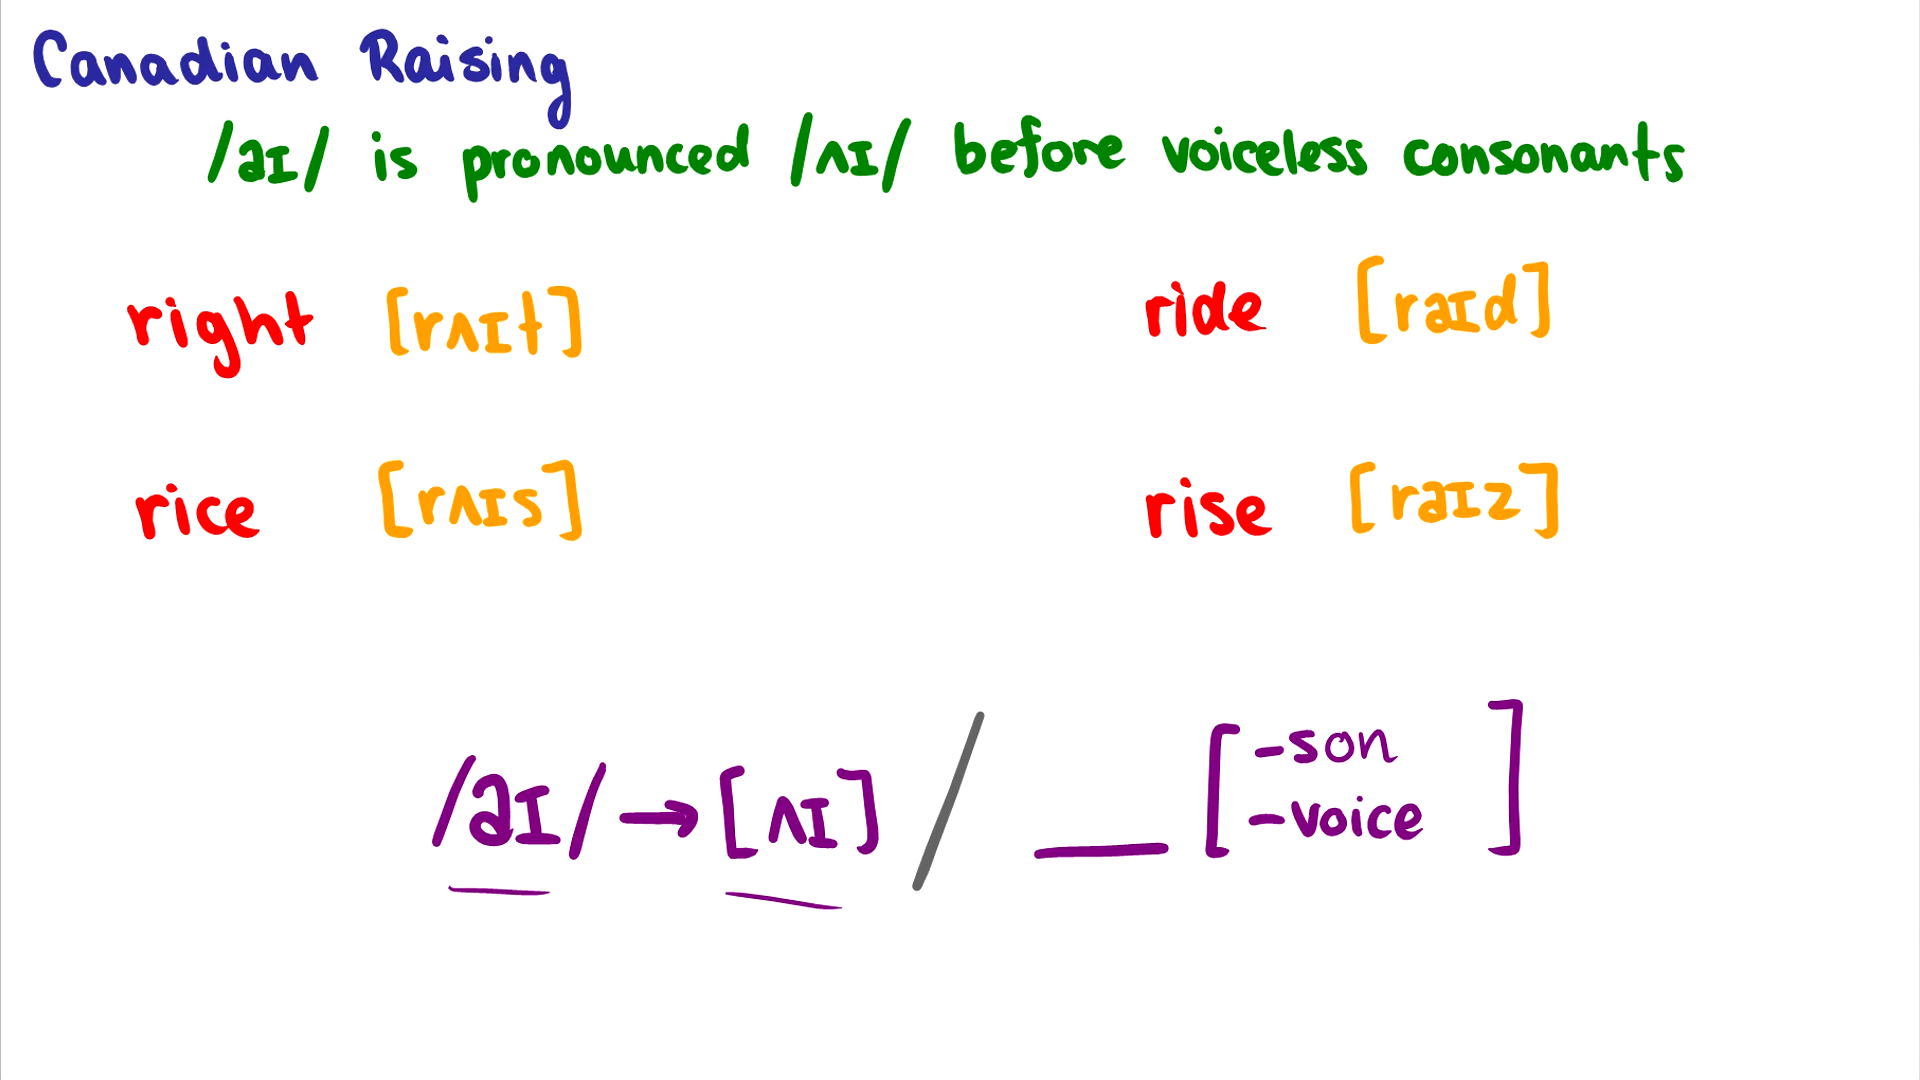 Canadian Raising
/aɪ/ is pronounced /ʌɪ/ before voiceless consonants
right [rʌɪt] ride [raɪd]
rice [rʌɪs] rise [raɪz]
/aɪ/ → [ʌɪ] / __ [-son
-voice]